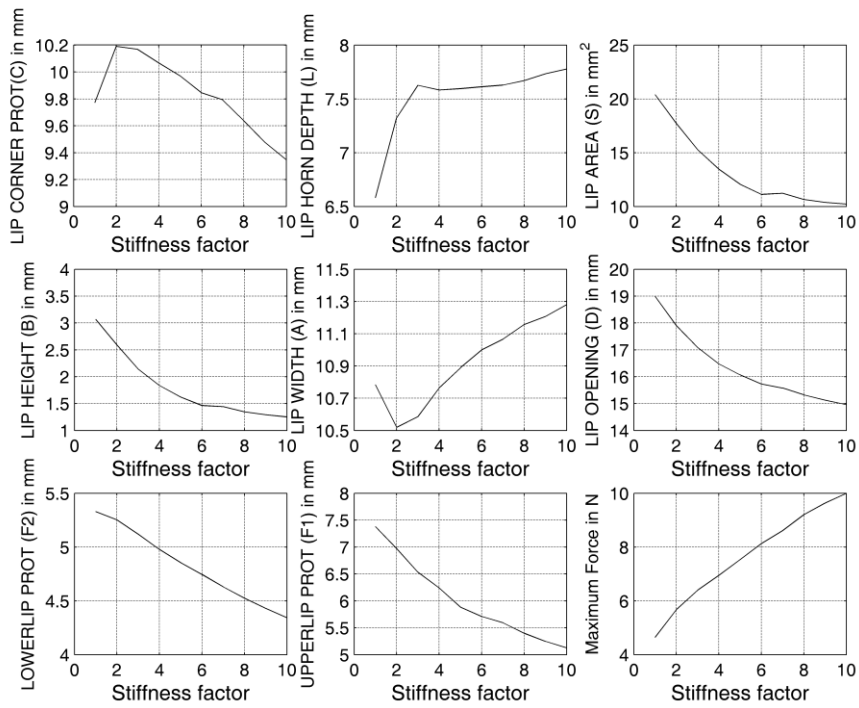 LIP CORNER PROT(C) in mm
10.2
10
9.8
9.6
9.4
9.2
9
0 2 4 6 8 10
Stiffness factor
LIP HORN DEPTH (L) in mm
8
7.5
7
6.5
0 2 4 6 8 10
Stiffness factor
LIP AREA (S) in mm²
25
20
15
10
0 2 4 6 8 10
Stiffness factor
LIP HEIGHT (B) in mm
4
3.5
3
2.5
2
1.5
1
0 2 4 6 8 10
Stiffness factor
LIP WIDTH (A) in mm
11.5
11.3
11.1
10.9
10.7
10.5
0 2 4 6 8 10
Stiffness factor
LIP OPENING (D) in mm
20
19
18
17
16
15
14
0 2 4 6 8 10
Stiffness factor
LOWERLIP PROT (F2) in mm
5.5
5
4.5
4
0 2 4 6 8 10
Stiffness factor
UPPERLIP PROT (F1) in mm
8
7.5
7
6.5
6
5.5
5
0 2 4 6 8 10
Stiffness factor
Maximum Force in N
10
8
6
4
0 2 4 6 8 10
Stiffness factor